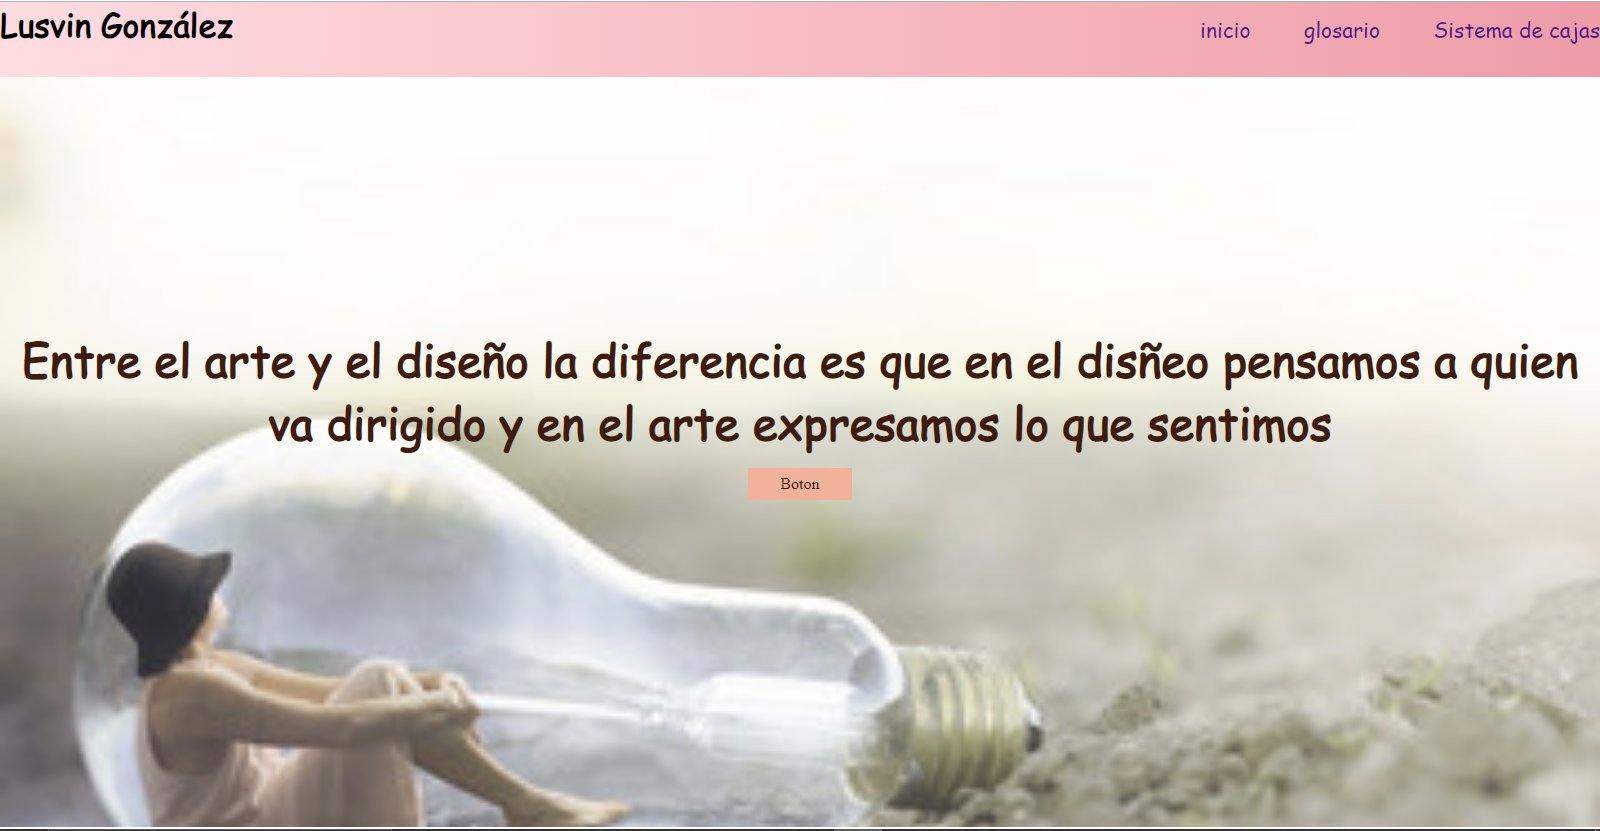 Lusvin González
inicio glosario Sistema de cajas
Entre el arte y el diseño la diferencia es que en el disñeo pensamos a quien
va dirigido y en el arte expresamos lo que sentimos
Boton